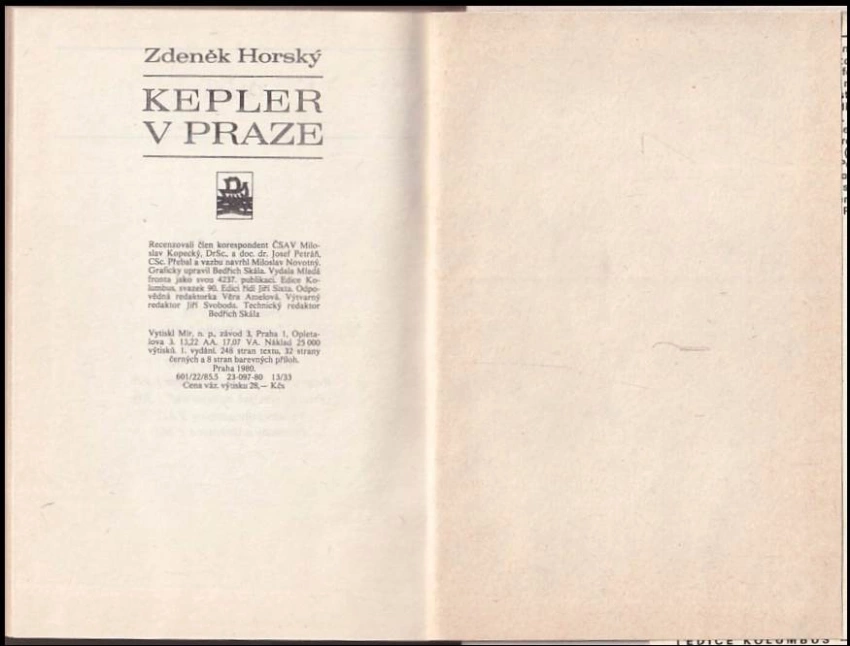 Zdeněk Horský
KEPLER
V PRAZE
Recenzovali člen korespondent ČSAV Milo-
slav Kopecký, DrSc., a doc. dr. Josef Petráň,
CSc. Přebal a vazbu navrhl Miloslav Novotný.
Graficky upravil Bedřich Skála. Vydala Mladá
fronta jako svou 4237. publikaci. Edice Ko-
lumbus, svazek 90. Edici řídí Jiří Sixta. Odpo-
vědná redaktorka Věra Amelová. Výtvarný
redaktor Jiří Svoboda. Technický redaktor
Bedřich Skála
Vytiskl Mír, n. p., závod 3, Praha 1, Opleta-
lova 3. 13,22 AA. 17,07 VA. Náklad 25 000
výtisků. 1. vydání. 248 stran textu, 32 strany
černých a 8 stran barevných příloh.
Praha 1980.
601/22/85.5 23-097-80 13/33
Cena váz. výtisku 28,— Kčs
EDICE KOLUMBUS